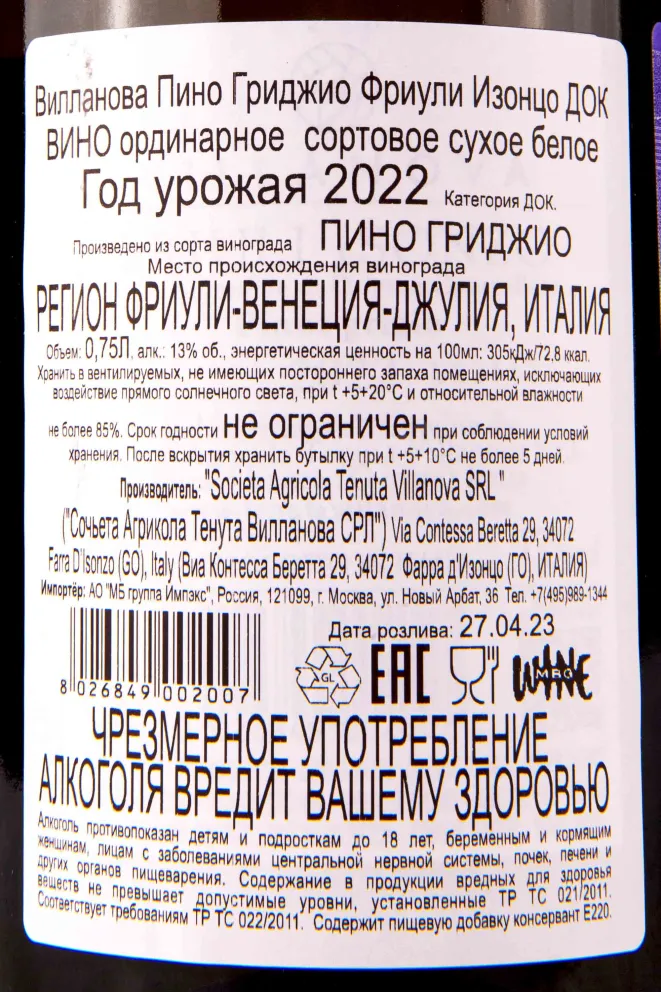 Вилланова Пино Гриджио Фриули Изонцо ДОК
ВИНО ординарное сортовое сухое белое
Год урожая 2022 Категория ДОК.
Произведено из сорта винограда ПИНО ГРИДЖИО
Место происхождения винограда
РЕГИОН ФРИУЛИ-ВЕНЕЦИЯ-ДЖУЛИЯ, ИТАЛИЯ
Объем: 0,75Л, алк.: 13% об., энергетическая ценность на 100мл: 305кДж/72,8 ккал.
Хранить в вентилируемых, не имеющих постороннего запаха помещениях, исключающих
воздействие прямого солнечного света, при t +5+20°C и относительной влажности
не более 85%. Срок годности не ограничен при соблюдении условий
хранения. После вскрытия хранить бутылку при t +5+10°C не более 5 дней.
Производитель: "Societa Agricola Tenuta Villanova SRL "
("Сочьета Агрикола Тенута Вилланова СРЛ") Via Contessa Beretta 29, 34072
Farra D'Isonzo (GO), Italy (Виа Контесса Беретта 29, 34072 Фарра д'Изонцо (ГО), ИТАЛИЯ)
Импортёр: АО "МБ группа Импэкс", Россия, 121099, г. Москва, ул. Новый Арбат, 36 Тел. +7(495)989-1344
Дата розлива: 27.04.23
GL EAC WINE MBG
8 026849 002007
ЧРЕЗМЕРНОЕ УПОТРЕБЛЕНИЕ
АЛКОГОЛЯ ВРЕДИТ ВАШЕМУ ЗДОРОВЬЮ
Алкоголь противопоказан детям и подросткам до 18 лет, беременным и кормящим
женщинам, лицам с заболеваниями центральной нервной системы, почек, печени и
других органов пищеварения. Содержание в продукции вредных для здоровья
веществ не превышает допустимые уровни, установленные ТР ТС 021/2011.
Соответствует требованиям ТР ТС 022/2011. Содержит пищевую добавку консервант Е220.